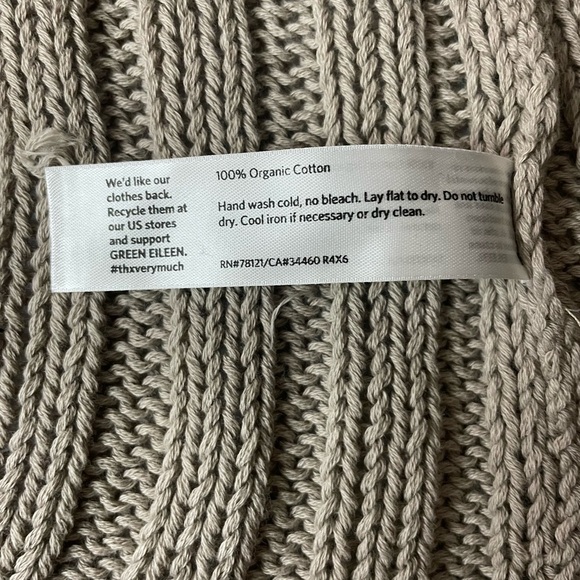 We'd like our
clothes back.
Recycle them at
our US stores
and support
GREEN EILEEN.
#thxverymuch
100% Organic Cotton
Hand wash cold, no bleach. Lay flat to dry. Do not tumble
dry. Cool iron if necessary or dry clean.
RN#78121/CA#34460 R4X6